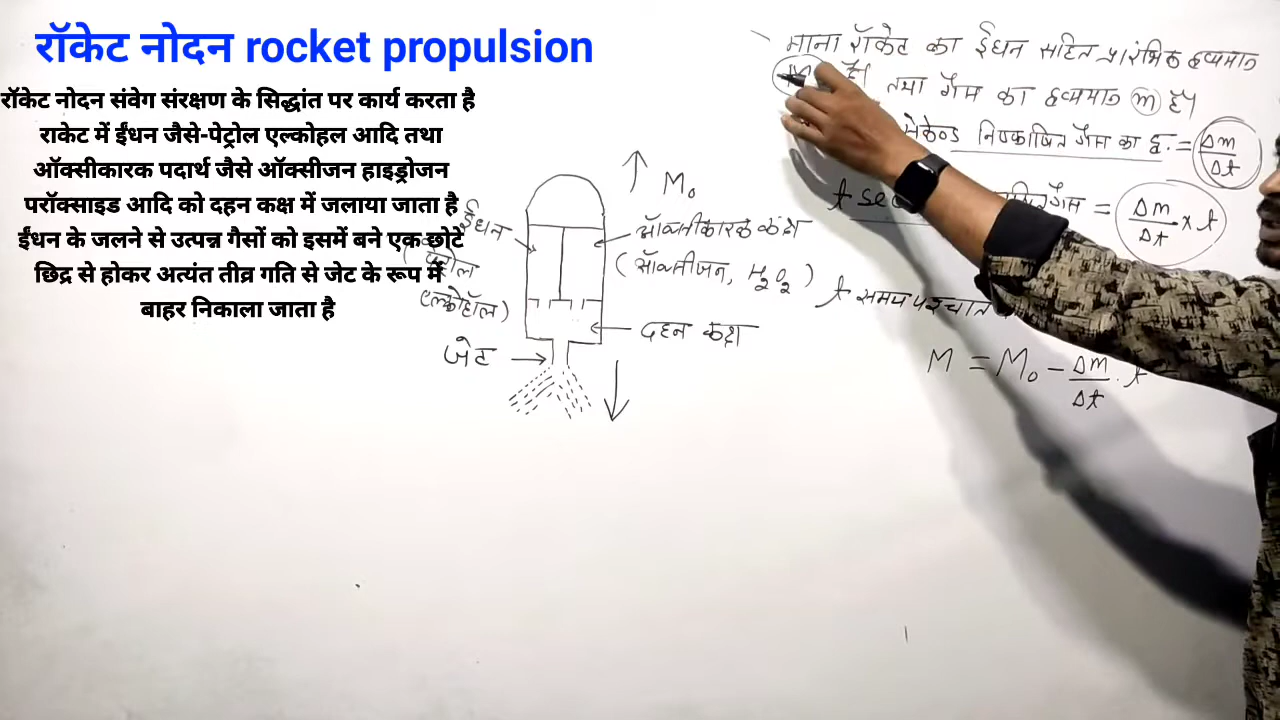 रॉकेट नोदन rocket propulsion
रॉकेट नोदन संवेग संरक्षण के सिद्धांत पर कार्य करता है
राकेट में ईंधन जैसे-पेट्रोल एल्कोहल आदि तथा
ऑक्सीकारक पदार्थ जैसे ऑक्सीजन हाइड्रोजन
परॉक्साइड आदि को दहन कक्ष में जलाया जाता है
ईंधन के जलने से उत्पन्न गैसों को इसमें बने एक छोटे
छिद्र से होकर अत्यंत तीव्र गति से जेट के रूप में
बाहर निकाला जाता है
M₀
ईंधन
(पेट्रोल
एल्कोहॉल)
ऑक्सीकारक कक्ष
(ऑक्सीजन, H₂O₂)
दहन कक्ष
जेट
माना रॉकेट का ईंधन सहित प्रारंभिक द्रव्यमान
है। तथा गैस का द्रव्यमान m है।
सेकेण्ड निष्कासित गैस का द्र. = Δm/Δt
t sec गैस = Δm/Δt × t
t समय पश्चात
M = M₀ - Δm/Δt . t